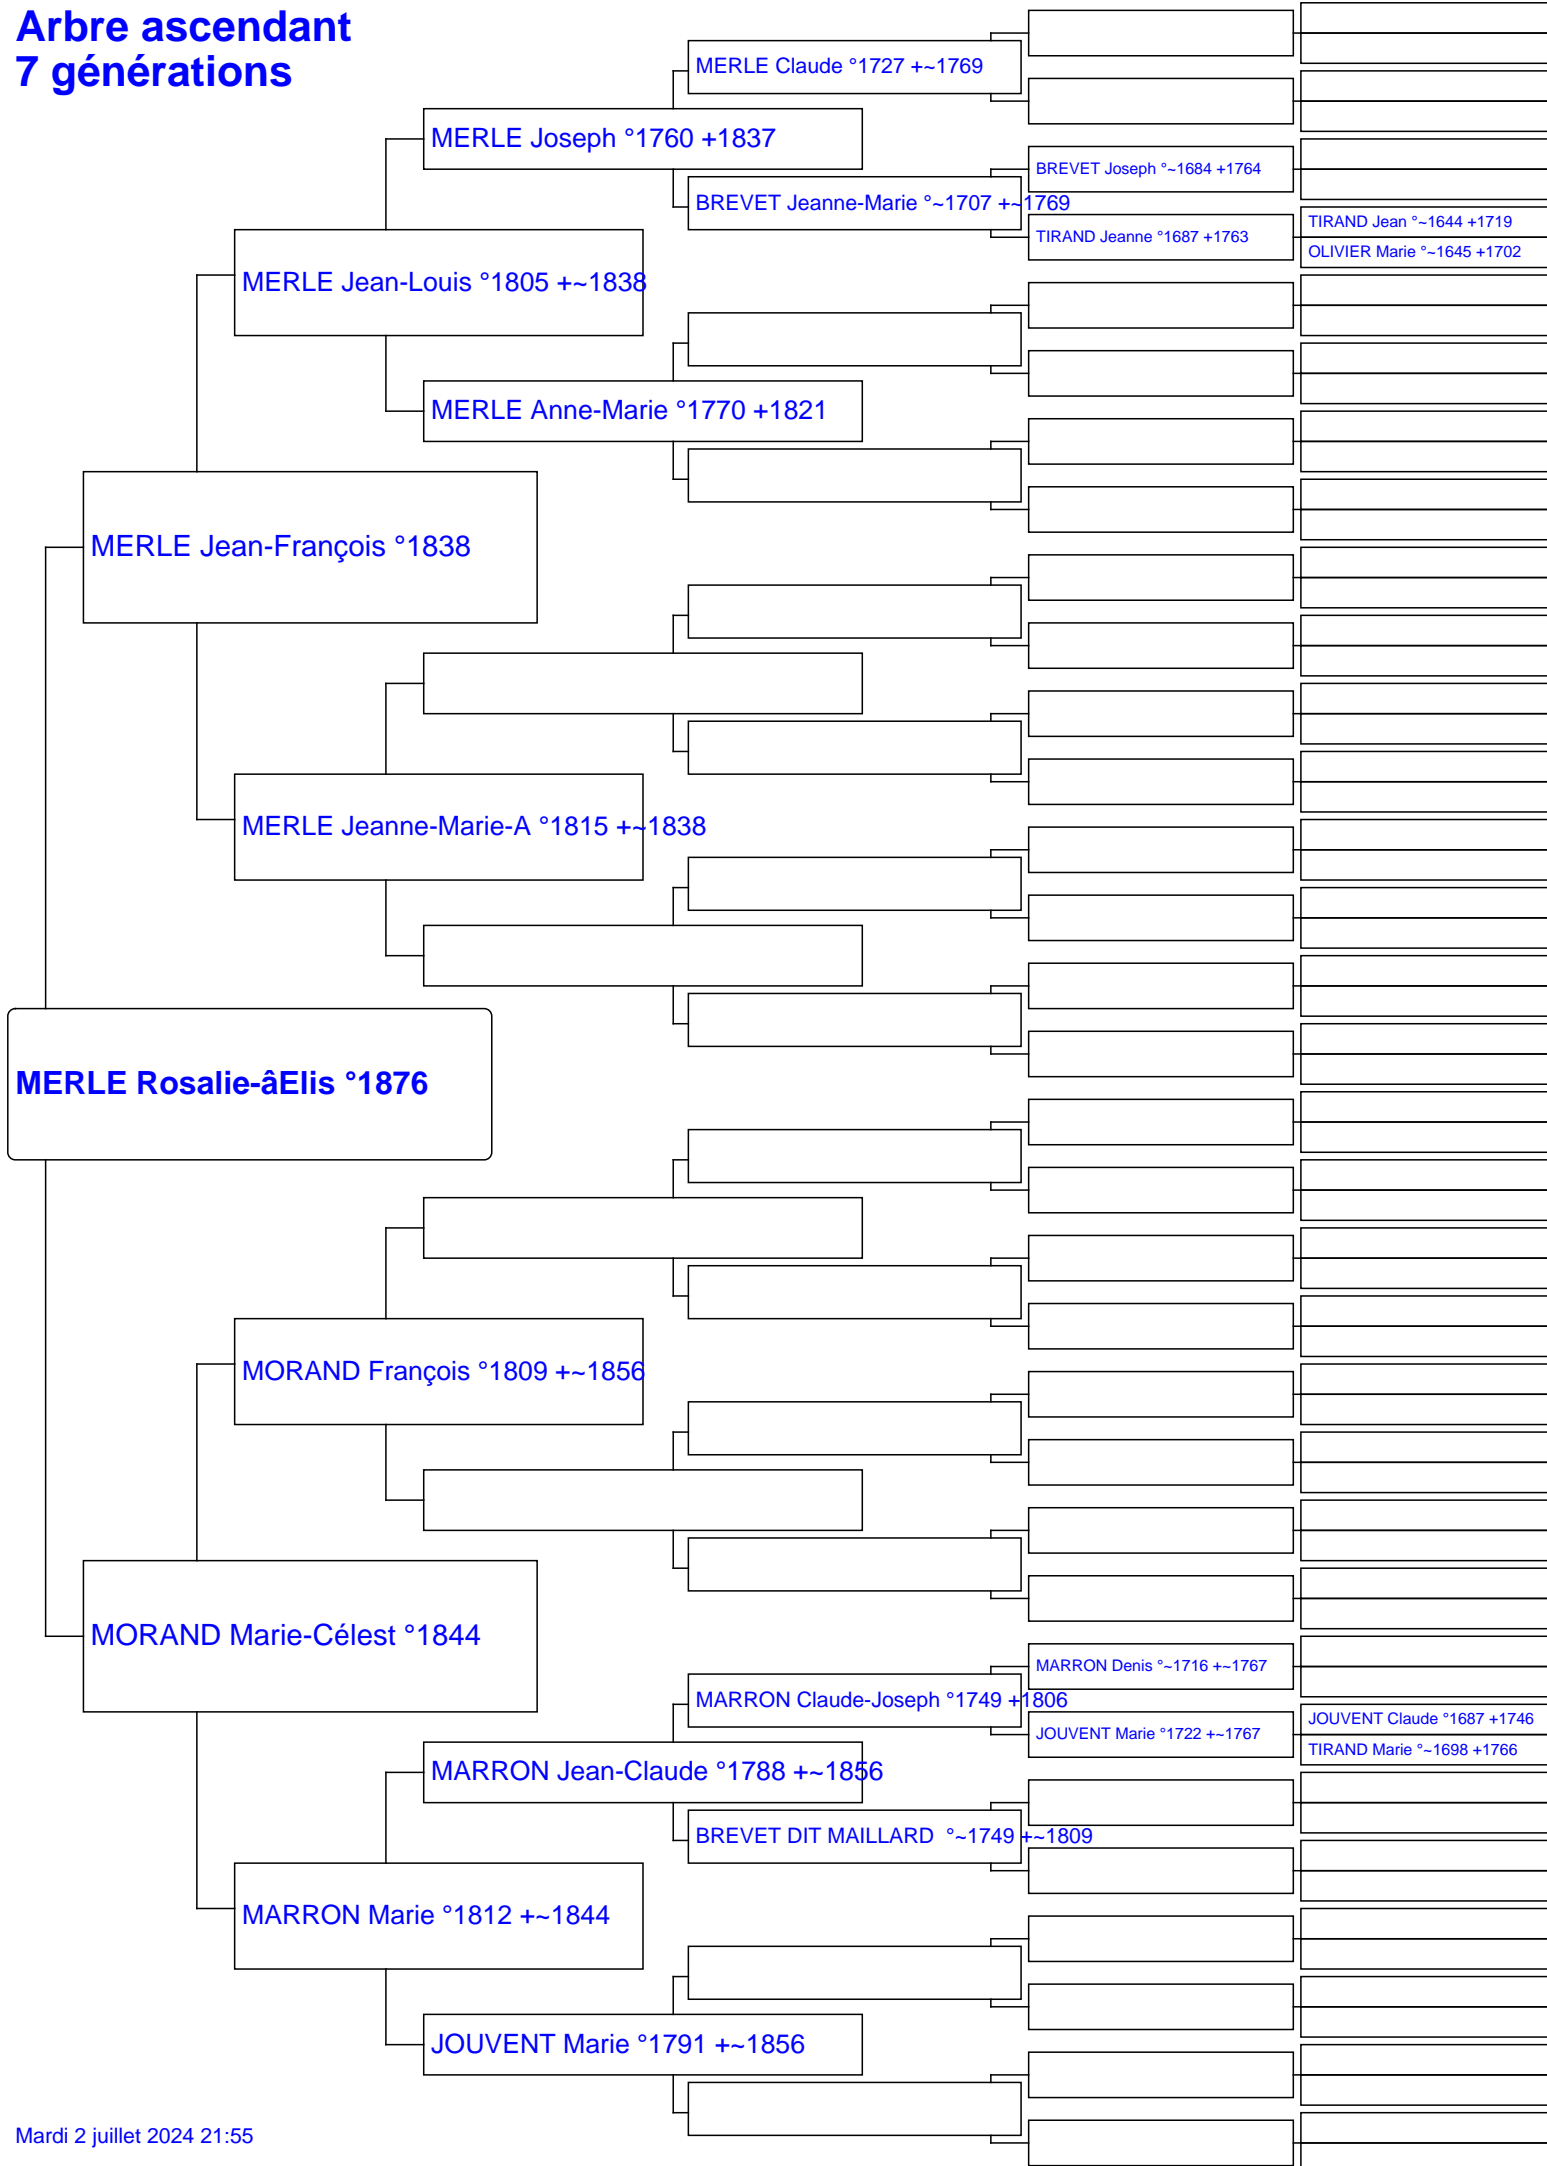 Arbre ascendant
7 générations
MERLE Claude °1727 +~1769
MERLE Joseph °1760 +1837
BREVET Joseph °~1684 +1764
BREVET Jeanne-Marie °~1707 +~1769
TIRAND Jean °~1644 +1719
TIRAND Jeanne °1687 +1763
OLIVIER Marie °~1645 +1702
MERLE Jean-Louis °1805 +~1838
MERLE Anne-Marie °1770 +1821
MERLE Jean-François °1838
MERLE Jeanne-Marie-A °1815 +~1838
MERLE Rosalie-âElis °1876
MORAND François °1809 +~1856
MORAND Marie-Célest °1844
MARRON Denis °~1716 +~1767
MARRON Claude-Joseph °1749 +1806
JOUVENT Claude °1687 +1746
JOUVENT Marie °1722 +~1767
TIRAND Marie °~1698 +1766
MARRON Jean-Claude °1788 +~1856
BREVET DIT MAILLARD  °~1749 +~1809
MARRON Marie °1812 +~1844
JOUVENT Marie °1791 +~1856
Mardi 2 juillet 2024 21:55